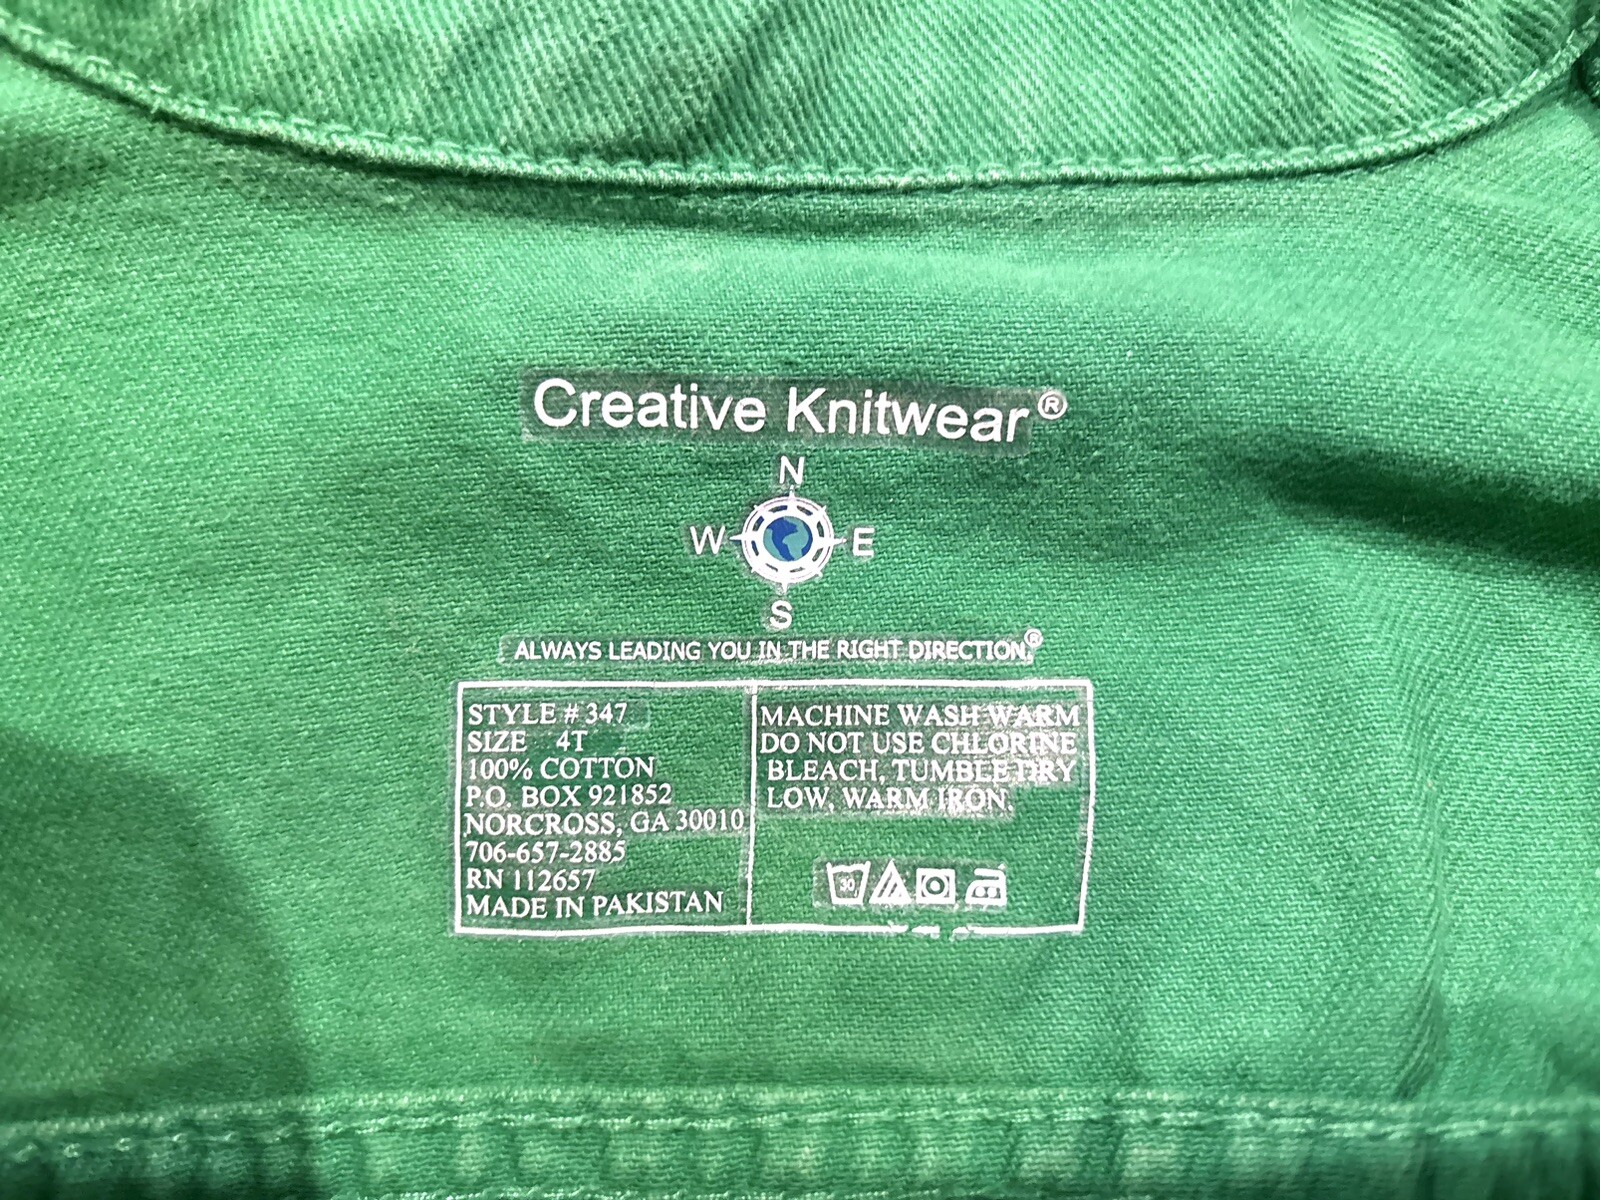 Creative Knitwear®
N
W E
S
ALWAYS LEADING YOU IN THE RIGHT DIRECTION.®
STYLE # 347
SIZE 4T
100% COTTON
P.O. BOX 921852
NORCROSS, GA 30010
706-657-2885
RN 112657
MADE IN PAKISTAN
MACHINE WASH WARM
DO NOT USE CHLORINE
BLEACH, TUMBLE DRY
LOW, WARM IRON.
30